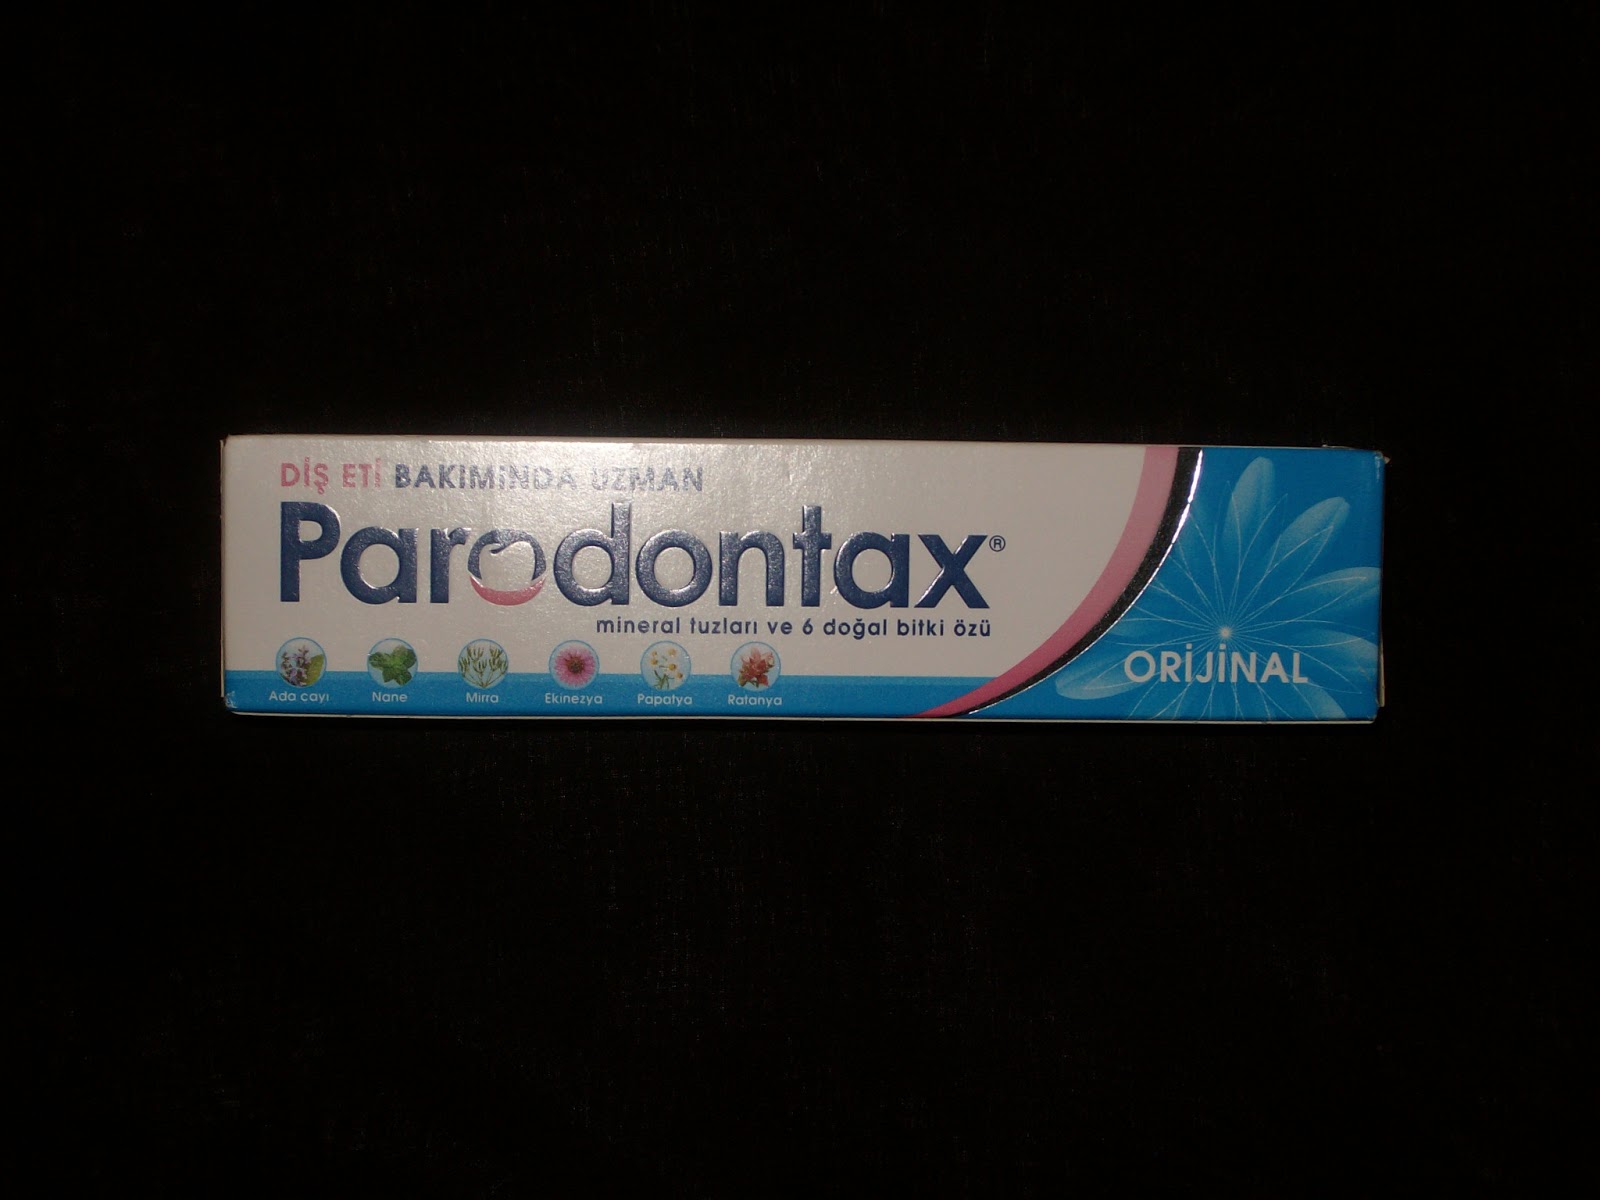 DİŞ ETİ BAKIMINDA UZMAN
Parodontax®
mineral tuzları ve 6 doğal bitki özü
Ada cayı Nane Mirra Ekinezya Papatya Ratanya
ORİJİNAL